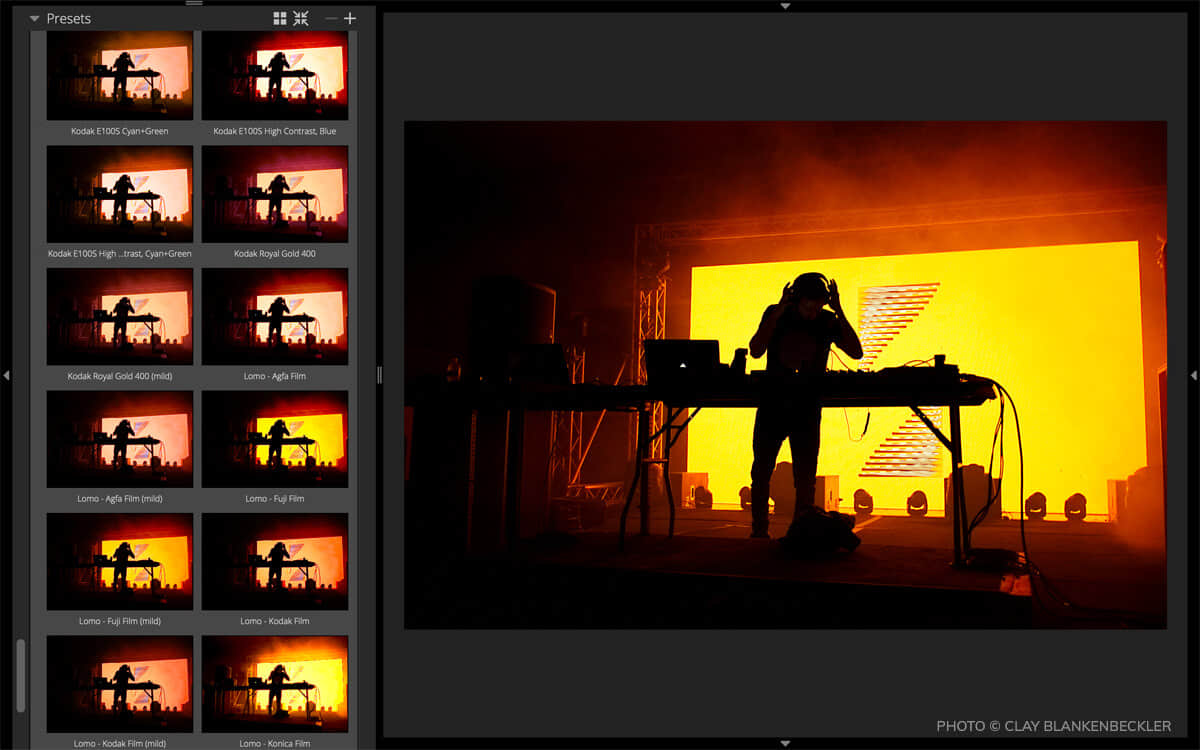 Presets
Kodak E100S Cyan+Green
Kodak E100S High Contrast, Blue
Kodak E100S High ...trast, Cyan+Green
Kodak Royal Gold 400
Kodak Royal Gold 400 (mild)
Lomo - Agfa Film
Lomo - Agfa Film (mild)
Lomo - Fuji Film
Lomo - Fuji Film (mild)
Lomo - Kodak Film
Lomo - Kodak Film (mild)
Lomo - Konica Film
PHOTO © CLAY BLANKENBECKLER